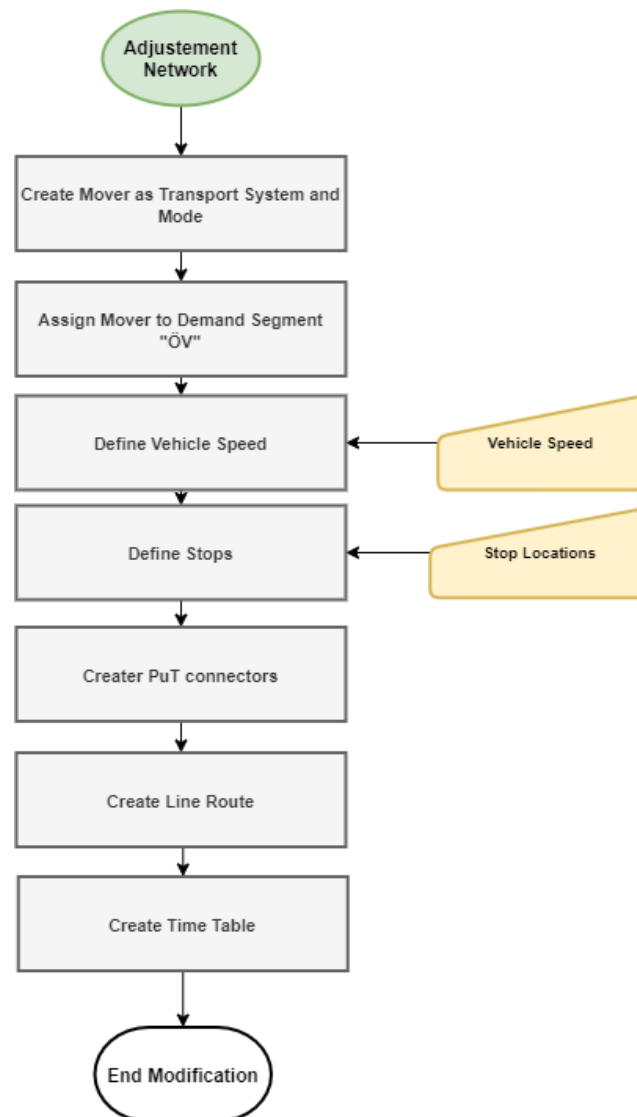 Adjustement
Network
Create Mover as Transport System and
Mode
Assign Mover to Demand Segment
"ÖV"
Define Vehicle Speed
Vehicle Speed
Define Stops
Stop Locations
Creater PuT connectors
Create Line Route
Create Time Table
End Modification